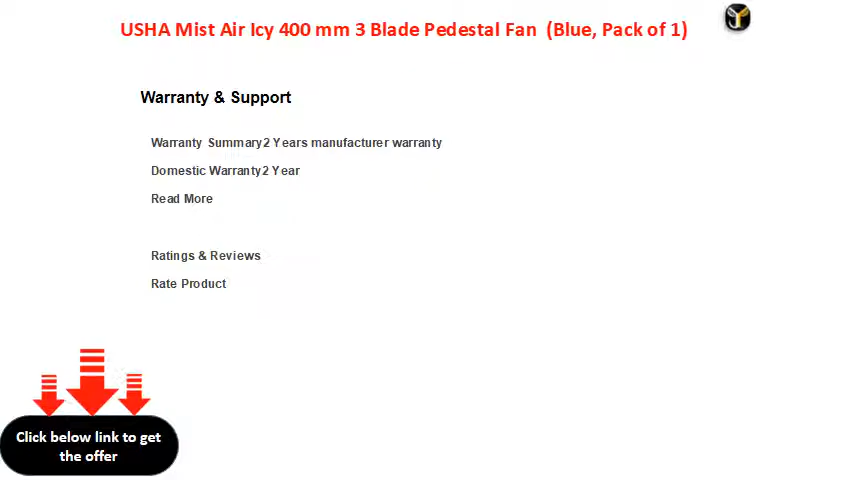 USHA Mist Air Icy 400 mm 3 Blade Pedestal Fan (Blue, Pack of 1)
Warranty & Support
Warranty Summary2 Years manufacturer warranty
Domestic Warranty2 Year
Read More
Ratings & Reviews
Rate Product
Click below link to get
the offer